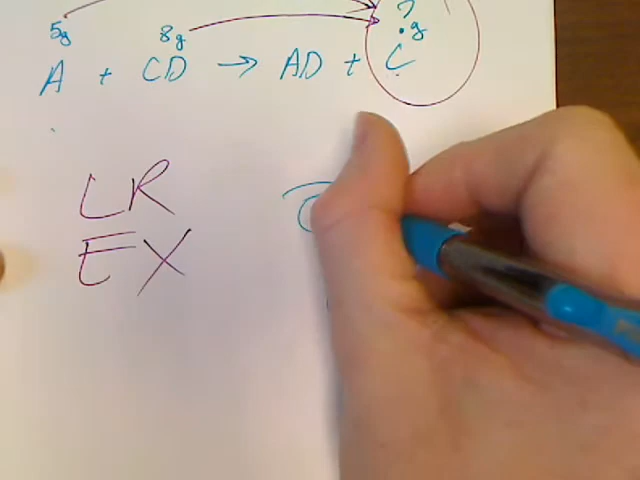 5g 8g ? g
A + CD → AD + C
LR
EX